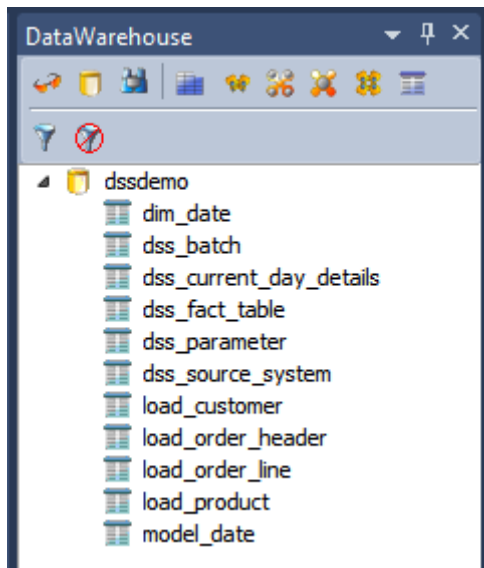 DataWarehouse
dssdemo
dim_date
dss_batch
dss_current_day_details
dss_fact_table
dss_parameter
dss_source_system
load_customer
load_order_header
load_order_line
load_product
model_date